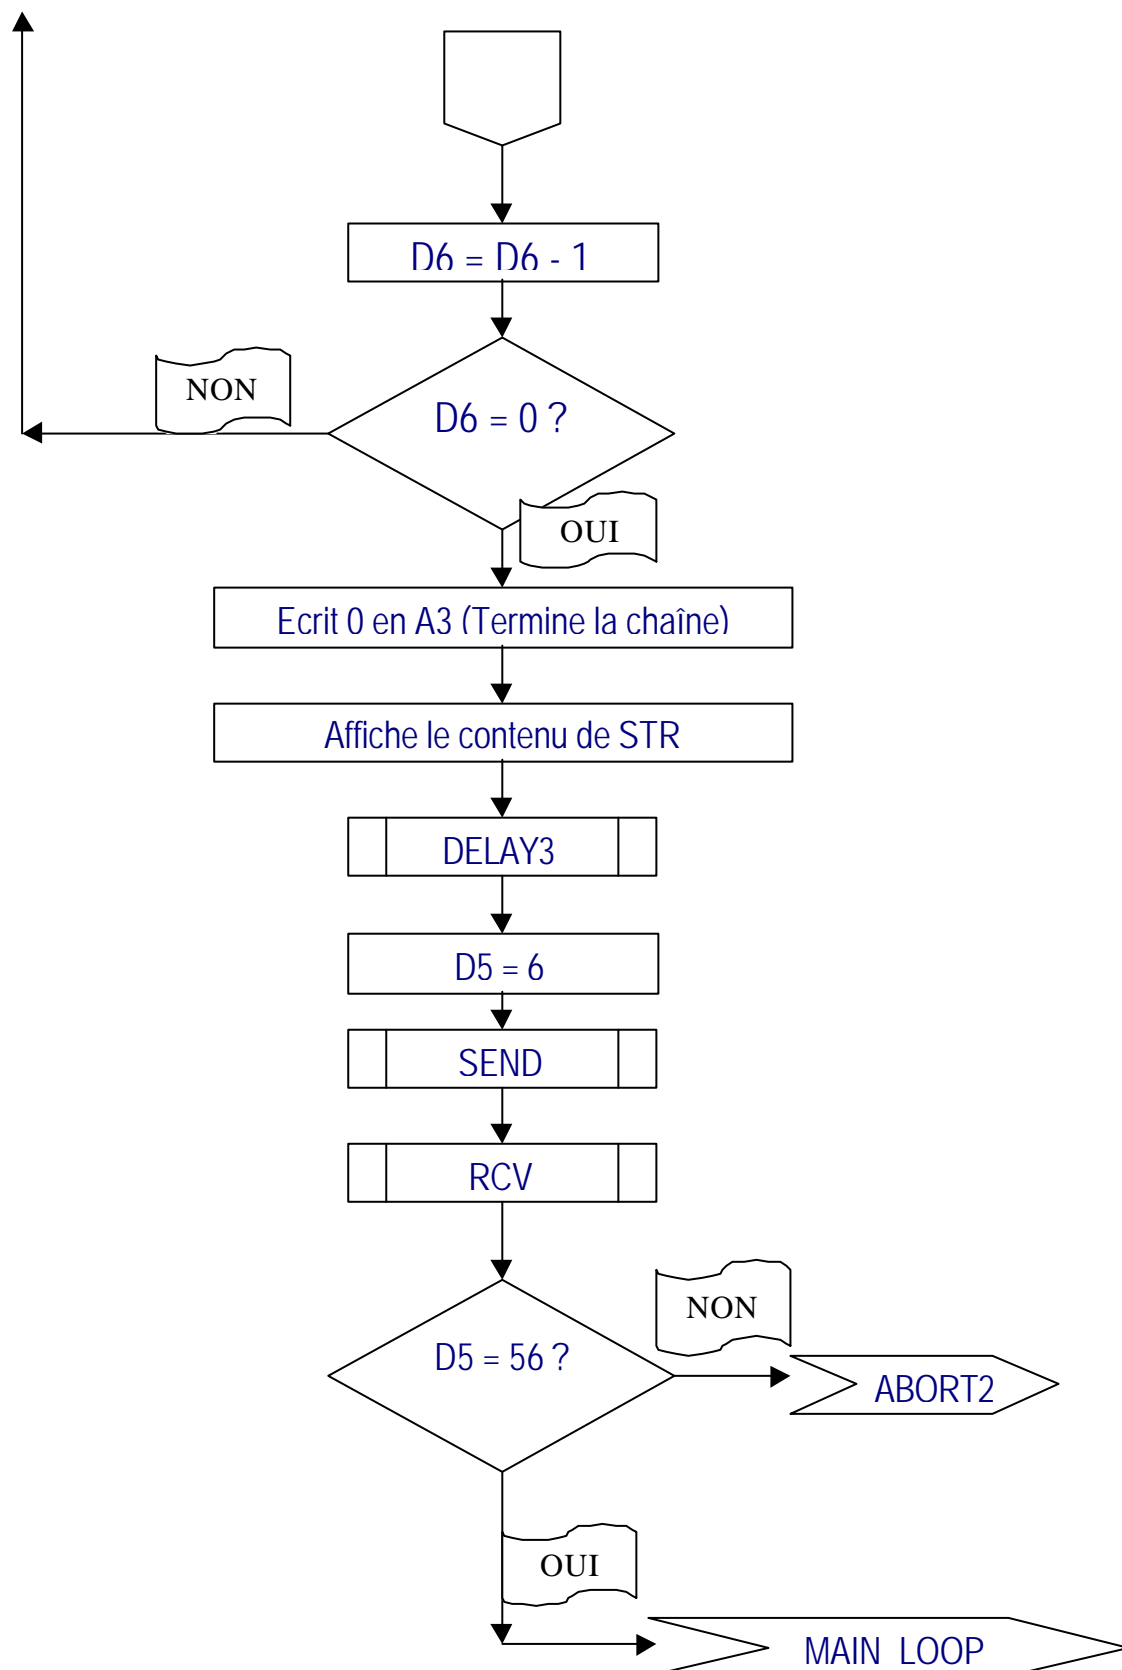 D6 = D6 - 1
NON
D6 = 0 ?
OUI
Ecrit 0 en A3 (Termine la chaîne)
Affiche le contenu de STR
DELAY3
D5 = 6
SEND
RCV
NON
D5 = 56 ?
ABORT2
OUI
MAIN LOOP